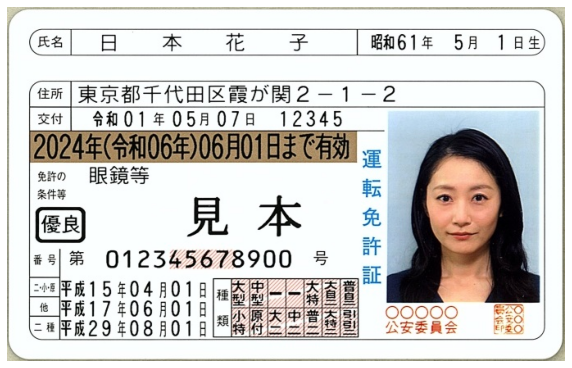 氏名 日本花子 昭和61年 5月 1日生
住所 東京都千代田区霞が関2-1-2
交付 令和01年05月07日 12345
2024年(令和06年)06月01日まで有効
免許の条件等 眼鏡等
見本
優良
番号 第 012345678900 号
二・小・原 平成15年04月01日
他 平成17年06月01日
二種 平成29年08月01日
種類
大型 中型 一 一 大特 大自二 普自二
小特 原付 大二 中二 普二 大特二 引引二
運転免許証
○○○○○
公安委員会